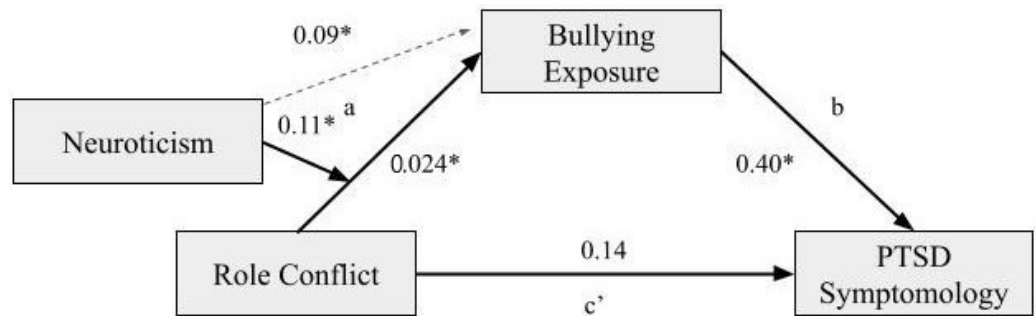 0.09*
Bullying
Exposure
a
b
Neuroticism
0.11*
0.024*
0.40*
Role Conflict
0.14
c’
PTSD
Symptomology